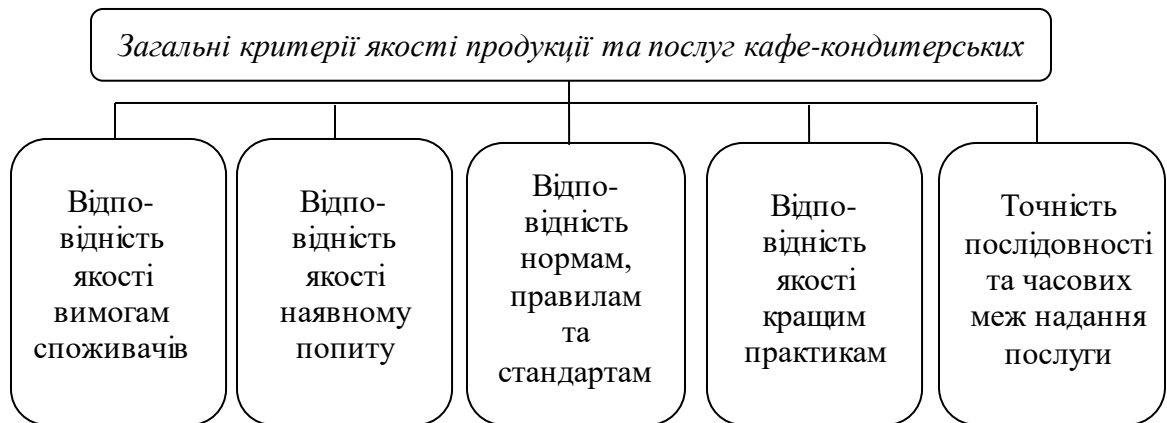 Загальні критерії якості продукції та послуг кафе-кондитерських
Відпо-
відність
якості
вимогам
споживачів
Відпо-
відність
якості
наявному
попиту
Відпо-
відність
нормам,
правилам
та
стандартам
Відпо-
відність
якості
кращим
практикам
Точність
послідовності
та часових
меж надання
послуги